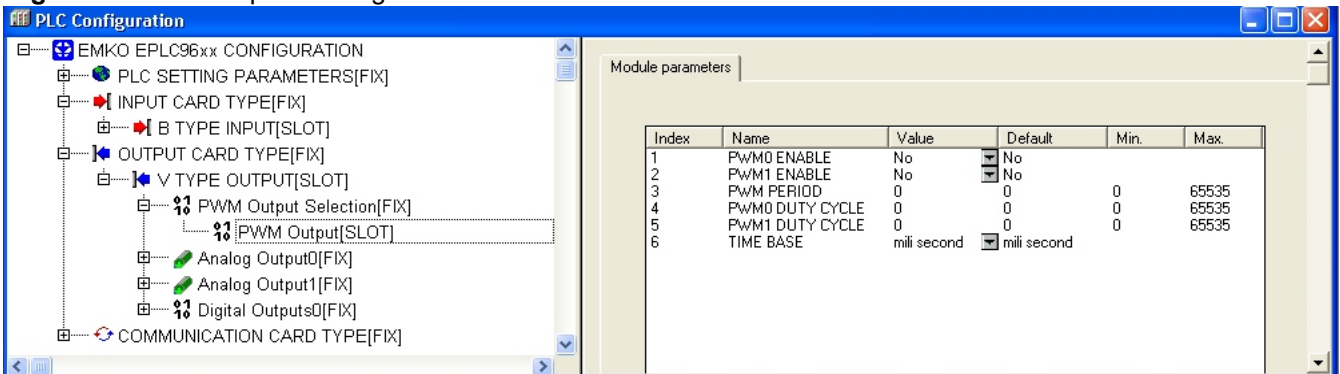 PLC Configuration
EMKO EPLC96xx CONFIGURATION
PLC SETTING PARAMETERS[FIX]
INPUT CARD TYPE[FIX]
B TYPE INPUT[SLOT]
OUTPUT CARD TYPE[FIX]
V TYPE OUTPUT[SLOT]
PWM Output Selection[FIX]
PWM Output[SLOT]
Analog Output0[FIX]
Analog Output1[FIX]
Digital Outputs0[FIX]
COMMUNICATION CARD TYPE[FIX]
Module parameters
Index Name Value Default Min. Max.
1 PWM0 ENABLE No No
2 PWM1 ENABLE No No
3 PWM PERIOD 0 0 0 65535
4 PWM0 DUTY CYCLE 0 0 0 65535
5 PWM1 DUTY CYCLE 0 0 0 65535
6 TIME BASE mili second mili second